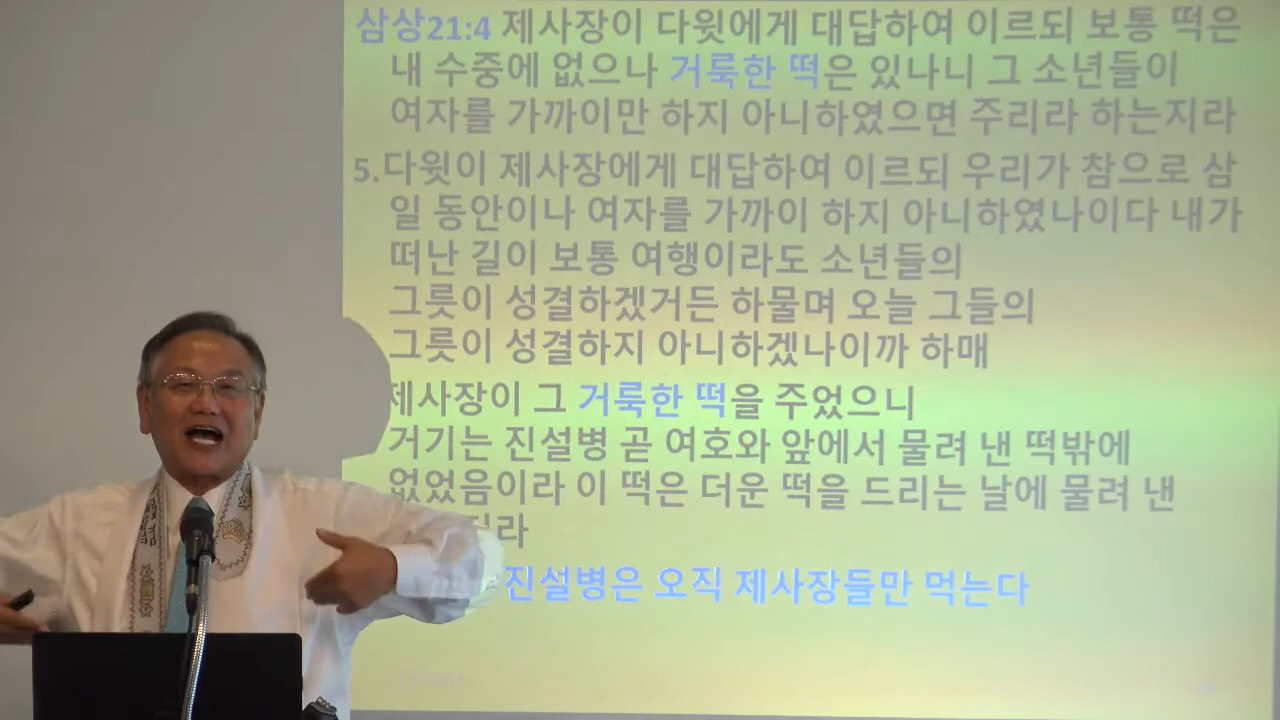 삼상21:4 제사장이 다윗에게 대답하여 이르되 보통 떡은
내 수중에 없으나 거룩한 떡은 있나니 그 소년들이
여자를 가까이만 하지 아니하였으면 주리라 하는지라
5.다윗이 제사장에게 대답하여 이르되 우리가 참으로 삼
일 동안이나 여자를 가까이 하지 아니하였나이다 내가
떠난 길이 보통 여행이라도 소년들의
그릇이 성결하겠거든 하물며 오늘 그들의
그릇이 성결하지 아니하겠나이까 하매
제사장이 그 거룩한 떡을 주었으니
거기는 진설병 곧 여호와 앞에서 물려 낸 떡밖에
없었음이라 이 떡은 더운 떡을 드리는 날에 물려 낸
진설병은 오직 제사장들만 먹는다